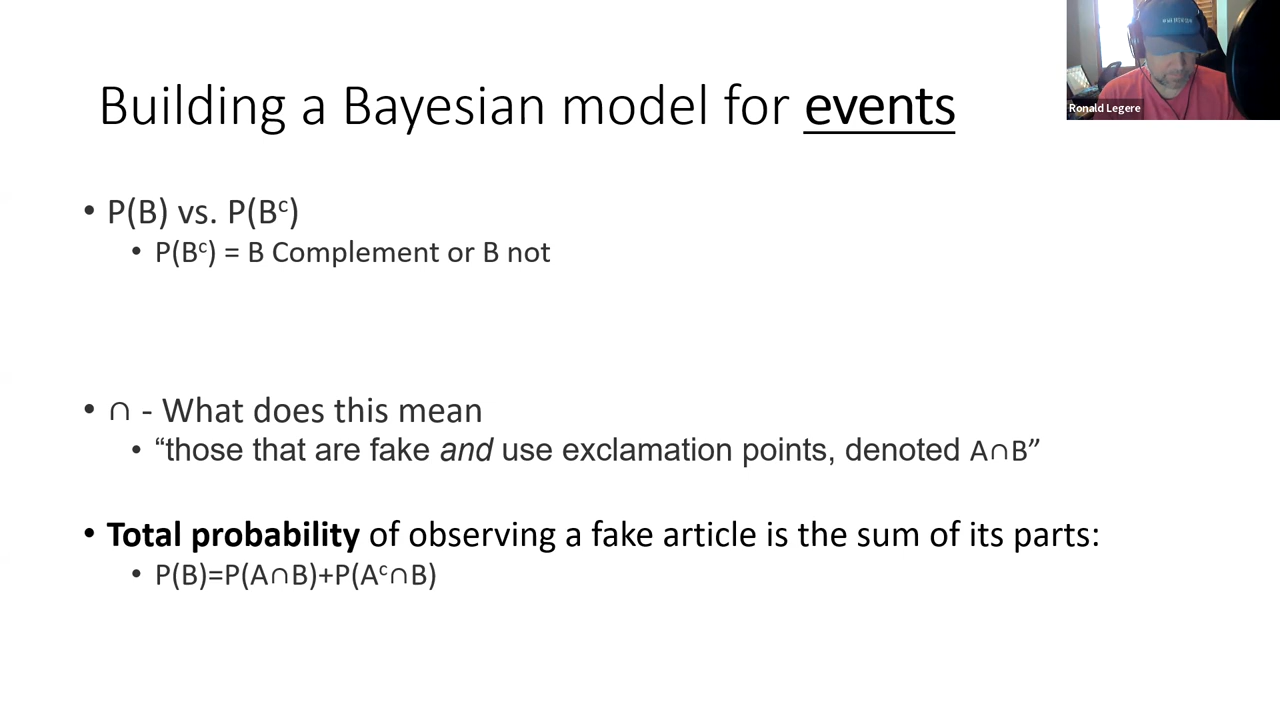 Building a Bayesian model for events
Ronald Legere
• P(B) vs. P(Bᶜ)
• P(Bᶜ) = B Complement or B not
• ∩ - What does this mean
• “those that are fake and use exclamation points, denoted A∩B”
• Total probability of observing a fake article is the sum of its parts:
• P(B)=P(A∩B)+P(Aᶜ∩B)